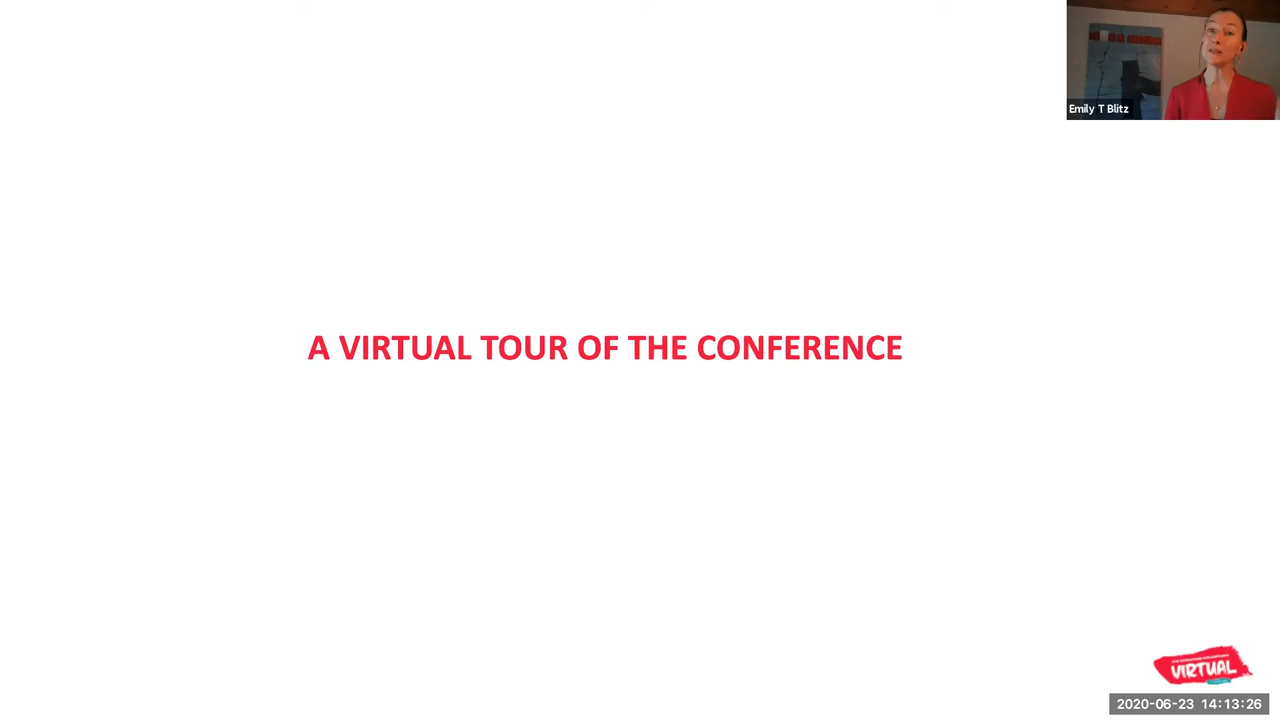 Emily T Blitz
A VIRTUAL TOUR OF THE CONFERENCE
VIRTUAL
2020-06-23 14:13:26